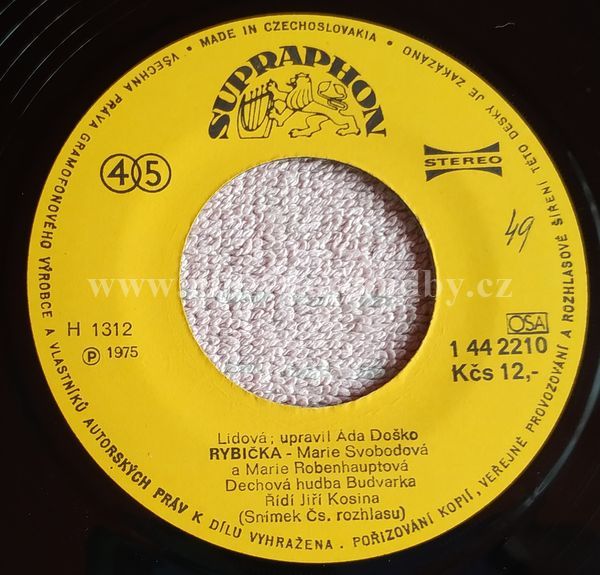 VŠECHNA PRÁVA GRAMOFONOVÉHO VÝROBCE A VLASTNÍKŮ AUTORSKÝCH PRÁV K DÍLU VYHRAŽENA . POŘIZOVÁNÍ KOPIÍ, VEŘEJNÉ PROVOZOVÁNÍ A ROZHLASOVÉ ŠÍŘENÍ TÉTO DESKY JE ZAKÁZÁNO • MADE IN CZECHOSLOVAKIA •
SUPRAPHON
45
STEREO
49
H 1312
℗ 1975
OSA
1 44 2210
Kčs 12,-
Lidová; upravil Áda Doško
RYBIČKA - Marie Svobodová
a Marie Robenhauptová
Dechová hudba Budvarka
Řídí Jiří Kosina
(Snímek Čs. rozhlasu)